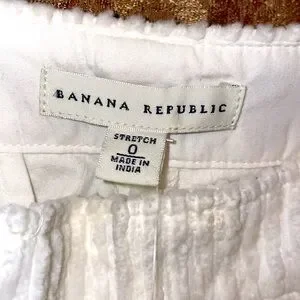 BANANA REPUBLIC
STRETCH
0
MADE IN
INDIA